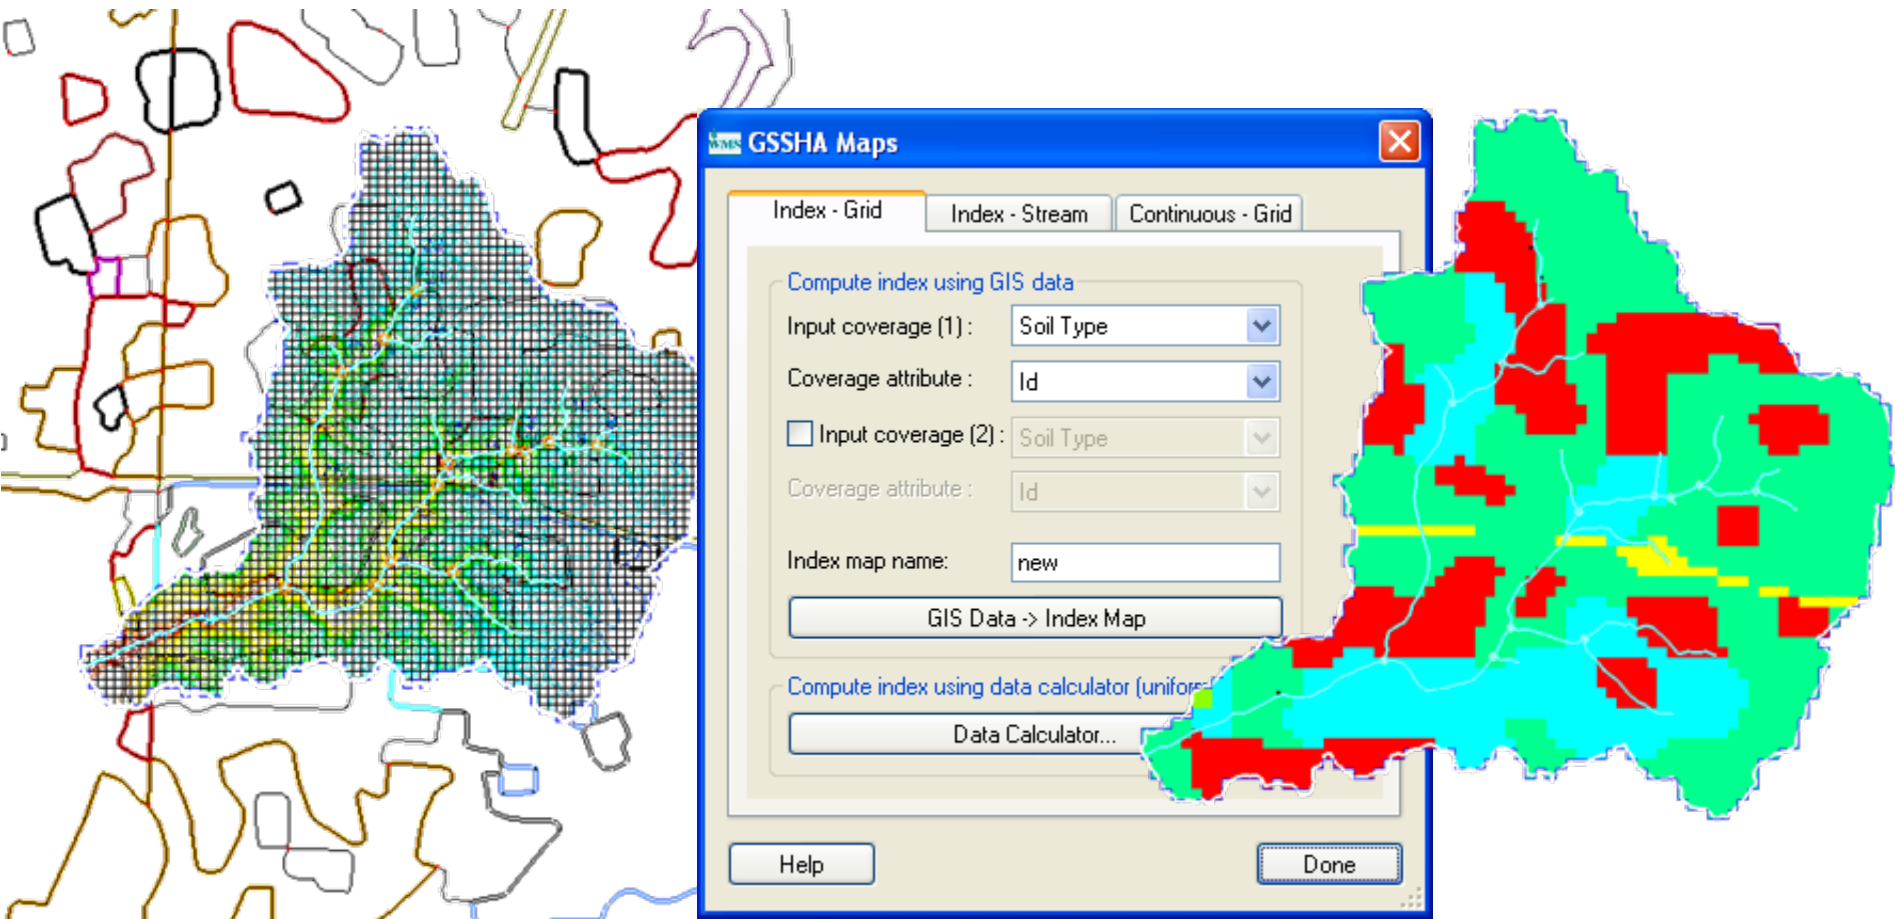 WMS GSSHA Maps
Index - Grid
Index - Stream
Continuous - Grid
Compute index using GIS data
Input coverage (1) :
Soil Type
Coverage attribute :
Id
Input coverage (2) :
Soil Type
Coverage attribute :
Id
Index map name:
new
GIS Data -> Index Map
Compute index using data calculator (uniform
Data Calculator...
Help
Done